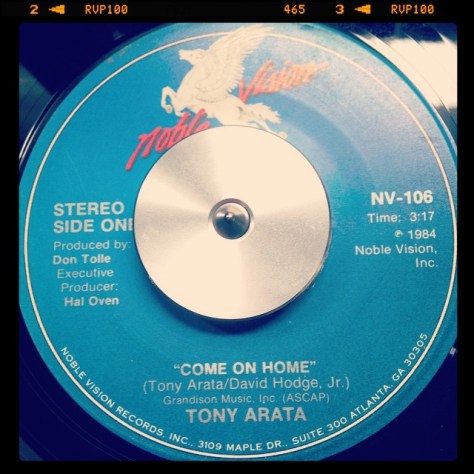 2 ◄ RVP100 465 3 ◄ RVP100
Noble Vision
STEREO
SIDE ONE
Produced by:
Don Tolle
Executive
Producer:
Hal Oven
NV-106
Time: 3:17
℗ 1984
Noble Vision,
Inc.
"COME ON HOME"
(Tony Arata/David Hodge, Jr.)
Grandison Music, Inc. (ASCAP)
TONY ARATA
NOBLE VISION RECORDS, INC., 3109 MAPLE DR., SUITE 300 ATLANTA, GA 30305